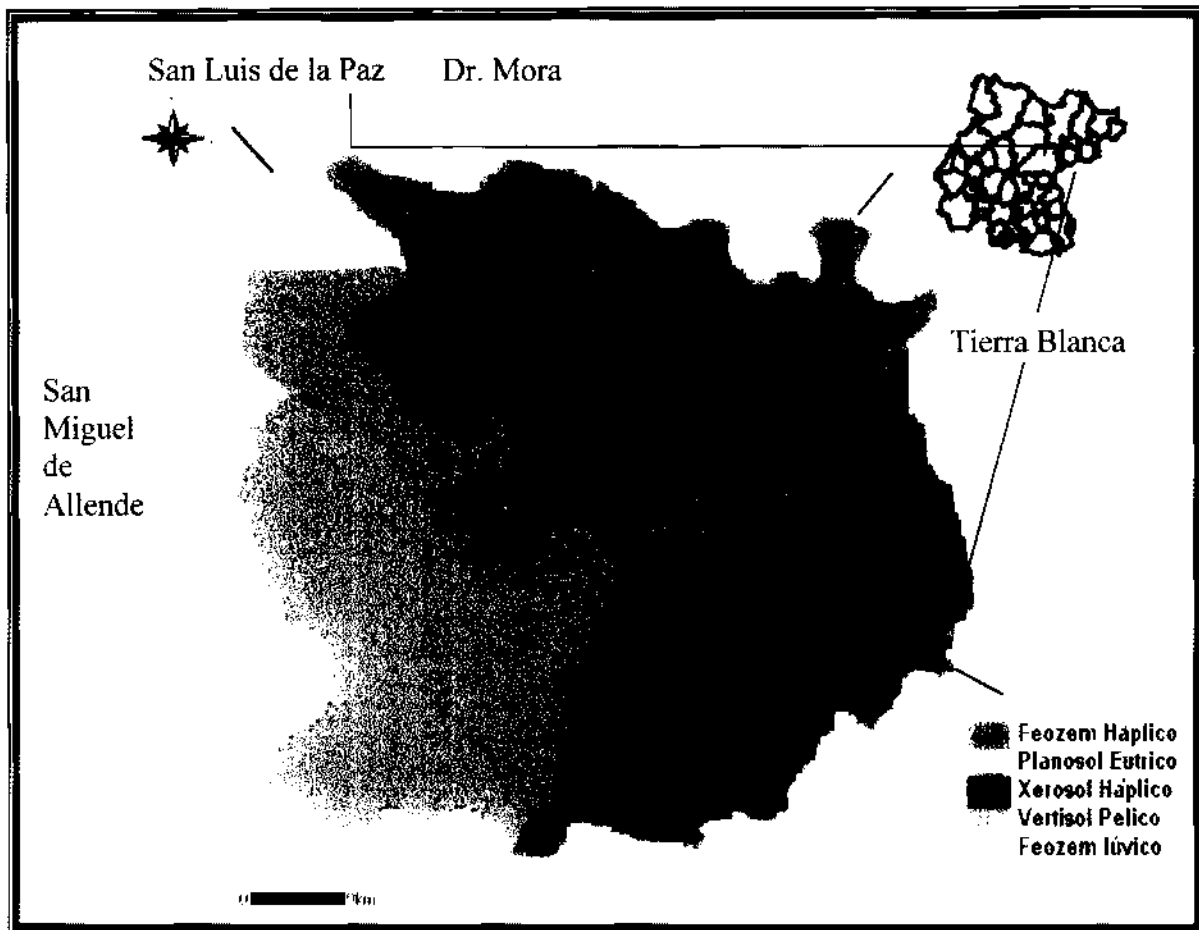 San Luis de la Paz
Dr. Mora
Tierra Blanca
San
Miguel
de
Allende
Feozem Háplico
Planosol Eutrico
Xerosol Háplico
Vertisol Pelico
Feozem lúvico
km